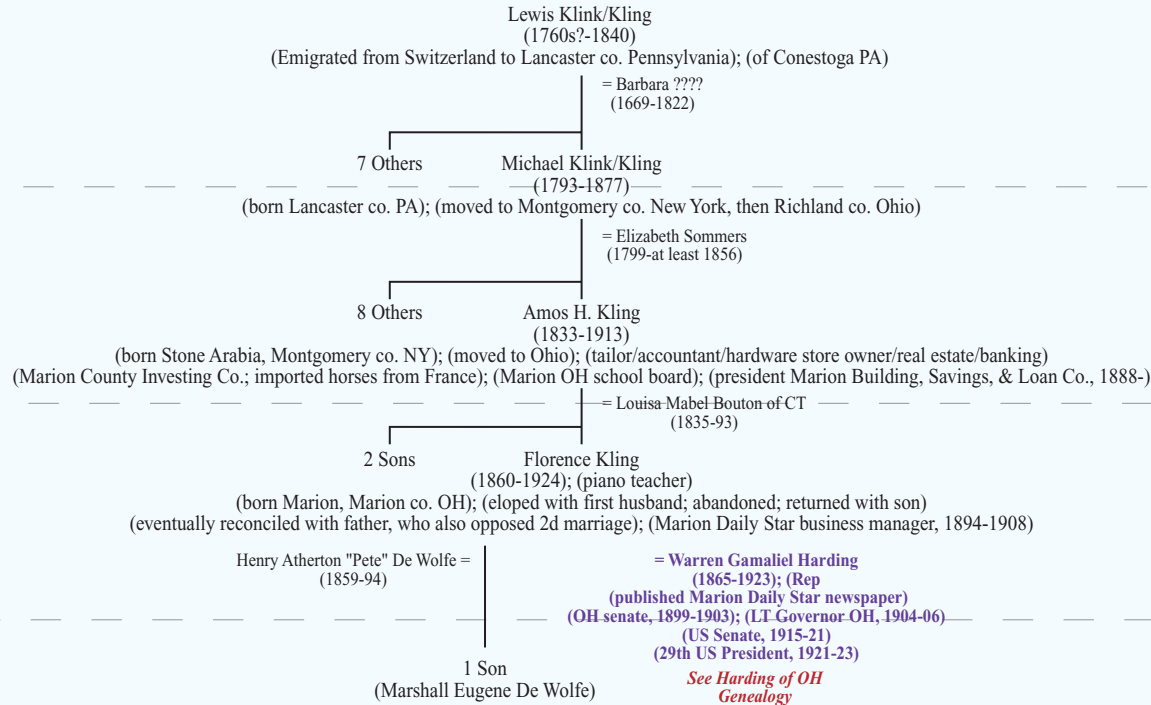 Lewis Klink/Kling
(1760s?-1840)
(Emigrated from Switzerland to Lancaster co. Pennsylvania); (of Conestoga PA)
= Barbara ????
(1669-1822)
7 Others
Michael Klink/Kling
(1793-1877)
(born Lancaster co. PA); (moved to Montgomery co. New York, then Richland co. Ohio)
= Elizabeth Sommers
(1799-at least 1856)
8 Others
Amos H. Kling
(1833-1913)
(born Stone Arabia, Montgomery co. NY); (moved to Ohio); (tailor/accountant/hardware store owner/real estate/banking)
(Marion County Investing Co.; imported horses from France); (Marion OH school board); (president Marion Building, Savings, & Loan Co., 1888-)
= Louisa Mabel Bouton of CT
(1835-93)
2 Sons
Florence Kling
(1860-1924); (piano teacher)
(born Marion, Marion co. OH); (eloped with first husband; abandoned; returned with son)
(eventually reconciled with father, who also opposed 2d marriage); (Marion Daily Star business manager, 1894-1908)
Henry Atherton "Pete" De Wolfe =
(1859-94)
= Warren Gamaliel Harding
(1865-1923); (Rep
(published Marion Daily Star newspaper)
(OH senate, 1899-1903); (LT Governor OH, 1904-06)
(US Senate, 1915-21)
(29th US President, 1921-23)
1 Son
(Marshall Eugene De Wolfe)
See Harding of OH
Genealogy